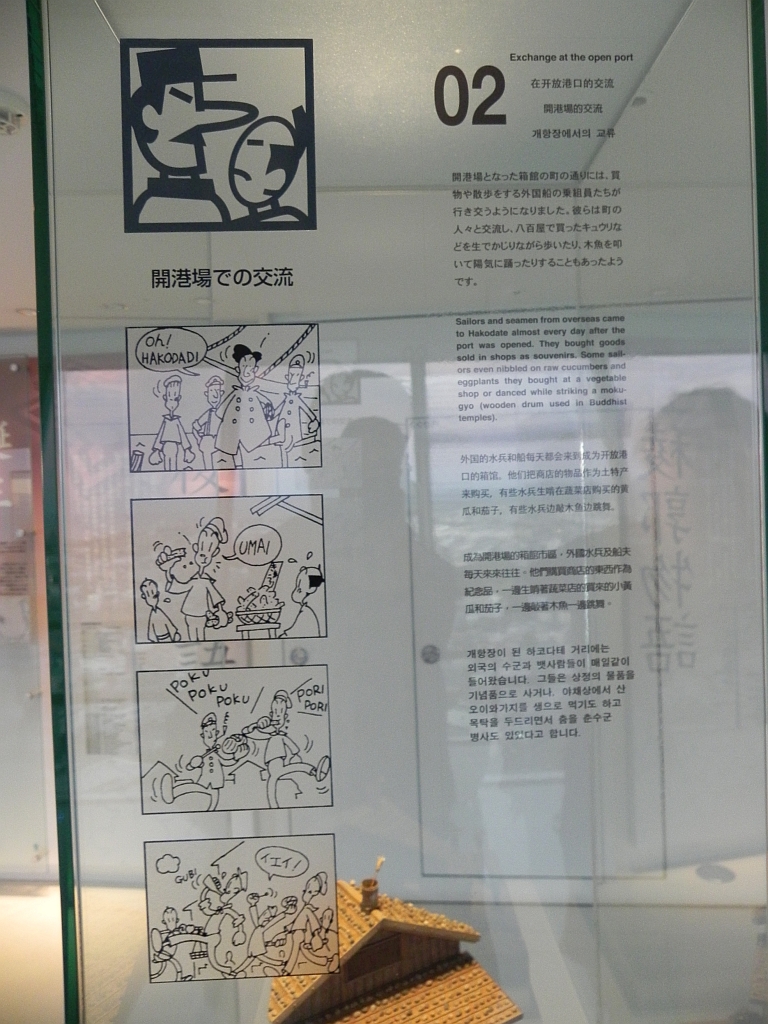 02
Exchange at the open port
在开放港口的交流
開港場的交流
개항장에서의 교류
開港場での交流
開港場となった箱館の町の通りには、買
物や散歩をする外国船の乗組員たちが
行き交うようになりました。彼らは町の
人々と交流し、八百屋で買ったキュウリな
どを生でかじりながら歩いたり、木魚を叩
いて陽気に踊ったりすることもあったよう
です。
Sailors and seamen from overseas came
to Hakodate almost every day after the
port was opened. They bought goods
sold in shops as souvenirs. Some sail-
ors even nibbled on raw cucumbers and
eggplants they bought at a vegetable
shop or danced while striking a moku-
gyo (wooden drum used in Buddhist
temples).
外国的水兵和船每天都会来到成为开放港
口的箱馆。他们把商店的物品作为土特产
来购买，有些水兵生啃在蔬菜店购买的黄
瓜和茄子，有些水兵边敲木鱼边跳舞。
成為開港場的箱館市區，外國水兵及船夫
每天來來往往。他們購買商店的東西作為
紀念品，一邊生啃著蔬菜店的買來的小黃
瓜和茄子，一邊敲著木魚一邊跳舞。
개항장이 된 하코다테 거리에는
외국의 수군과 뱃사람들이 매일같이
들어왔습니다. 그들은 상점의 물품을
기념품으로 사거나, 야채상에서 산
오이와가지를 생으로 먹기도 하고
목탁을 두드리면서 춤을 춘수군
병사도 있었다고 합니다.
Oh!
HAKODAD!
UMAI
POKU
POKU
POKU
PORI
PORI
GUBI
イエイ!